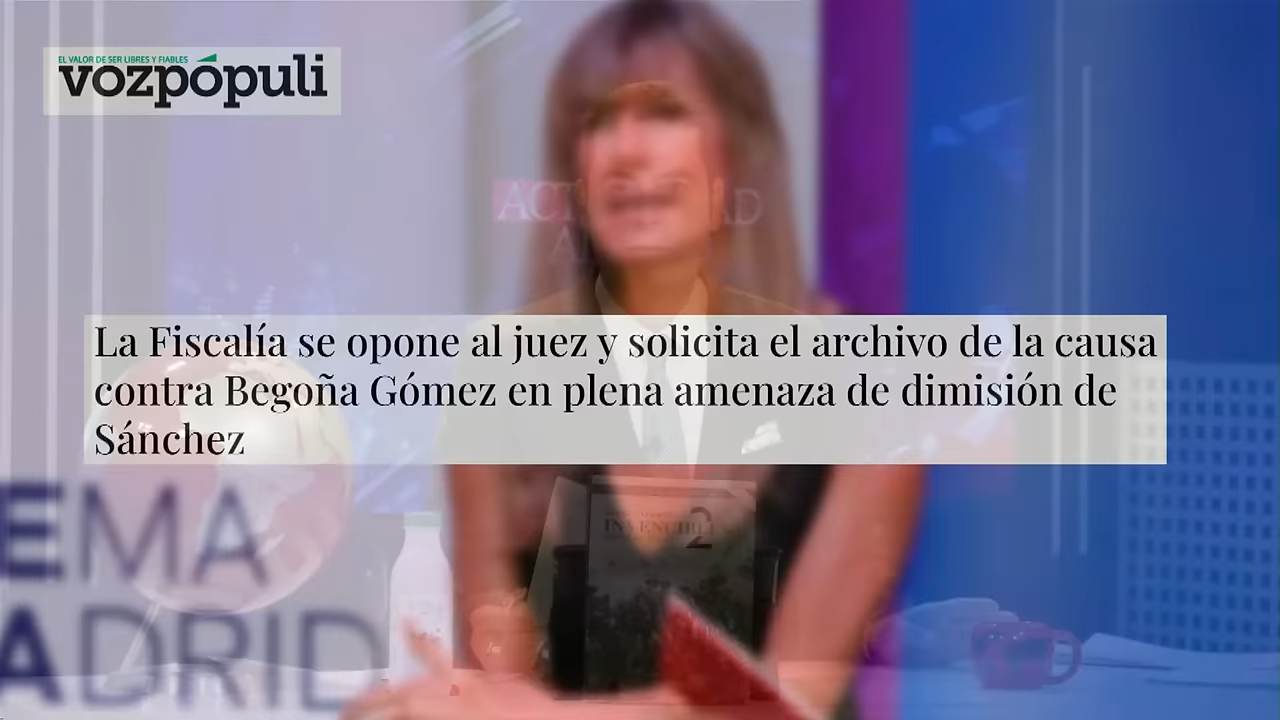 EL VALOR DE SER LIBRES Y FIABLES
vozpópuli
La Fiscalía se opone al juez y solicita el archivo de la causa
contra Begoña Gómez en plena amenaza de dimisión de
Sánchez
EMA
ADRID
2